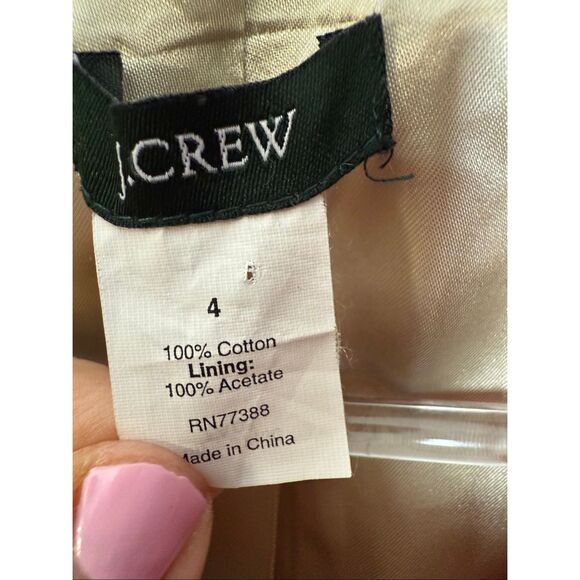 J.CREW
4
100% Cotton
Lining:
100% Acetate
RN77388
Made in China